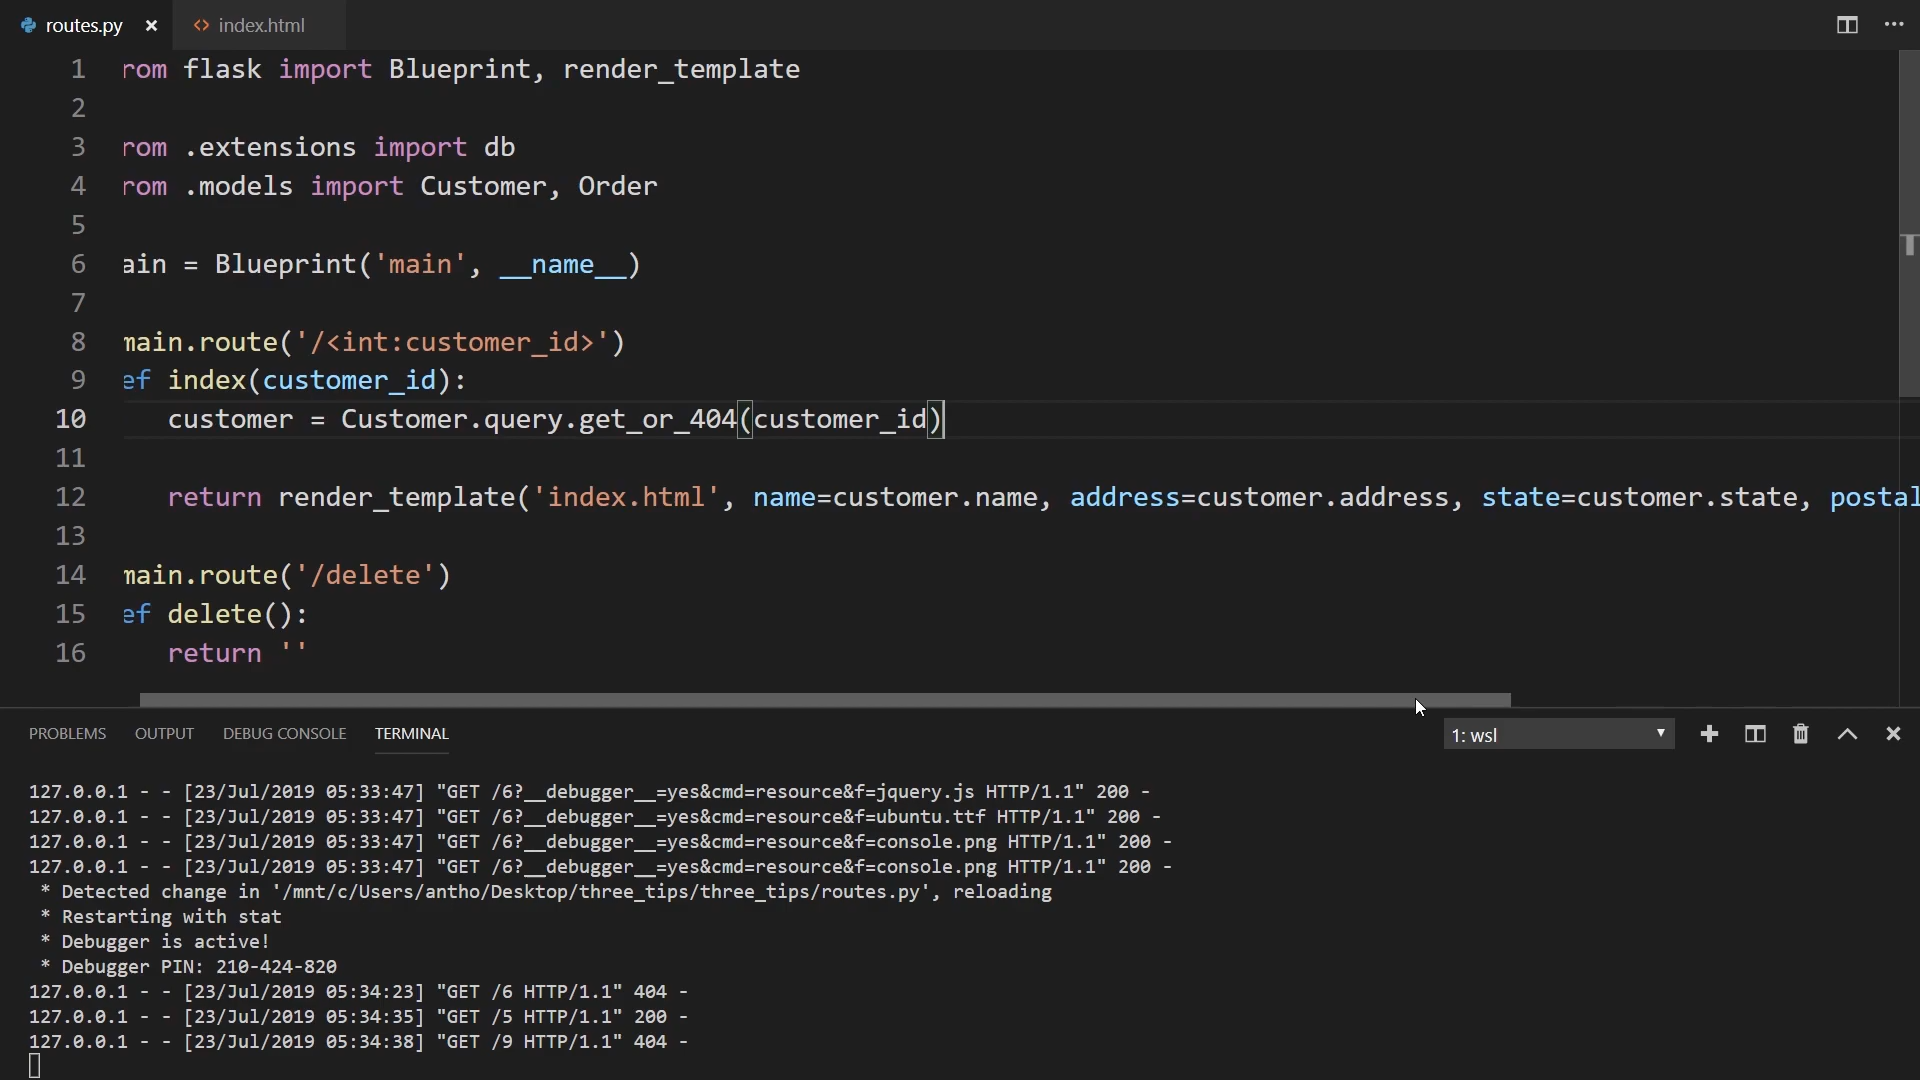 routes.py
index.html
1 rom flask import Blueprint, render_template
2
3 rom .extensions import db
4 rom .models import Customer, Order
5
6 ain = Blueprint('main', __name__)
7
8 main.route('/<int:customer_id>')
9 ef index(customer_id):
10 customer = Customer.query.get_or_404(customer_id)
11
12 return render_template('index.html', name=customer.name, address=customer.address, state=customer.state, postal
13
14 main.route('/delete')
15 ef delete():
16 return ''
PROBLEMS OUTPUT DEBUG CONSOLE TERMINAL 1: wsl
127.0.0.1 - - [23/Jul/2019 05:33:47] "GET /6?__debugger__=yes&cmd=resource&f=jquery.js HTTP/1.1" 200 -
127.0.0.1 - - [23/Jul/2019 05:33:47] "GET /6?__debugger__=yes&cmd=resource&f=ubuntu.ttf HTTP/1.1" 200 -
127.0.0.1 - - [23/Jul/2019 05:33:47] "GET /6?__debugger__=yes&cmd=resource&f=console.png HTTP/1.1" 200 -
127.0.0.1 - - [23/Jul/2019 05:33:47] "GET /6?__debugger__=yes&cmd=resource&f=console.png HTTP/1.1" 200 -
* Detected change in '/mnt/c/Users/antho/Desktop/three_tips/three_tips/routes.py', reloading
* Restarting with stat
* Debugger is active!
* Debugger PIN: 210-424-820
127.0.0.1 - - [23/Jul/2019 05:34:23] "GET /6 HTTP/1.1" 404 -
127.0.0.1 - - [23/Jul/2019 05:34:35] "GET /5 HTTP/1.1" 200 -
127.0.0.1 - - [23/Jul/2019 05:34:38] "GET /9 HTTP/1.1" 404 -